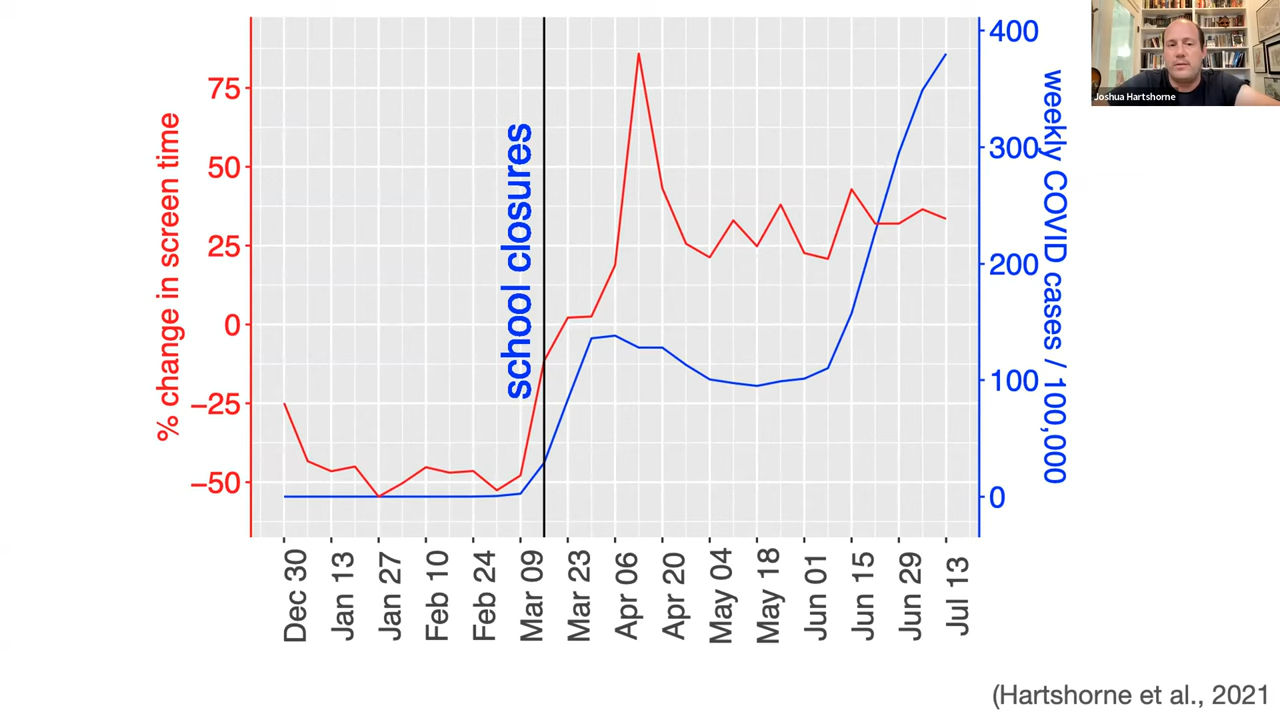 % change in screen time
75
50
25
0
−25
−50
school closures
400
300
200
100
0
weekly COVID cases / 100,000
Dec 30
Jan 13
Jan 27
Feb 10
Feb 24
Mar 09
Mar 23
Apr 06
Apr 20
May 04
May 18
Jun 01
Jun 15
Jun 29
Jul 13
Joshua Hartshorne
(Hartshorne et al., 2021